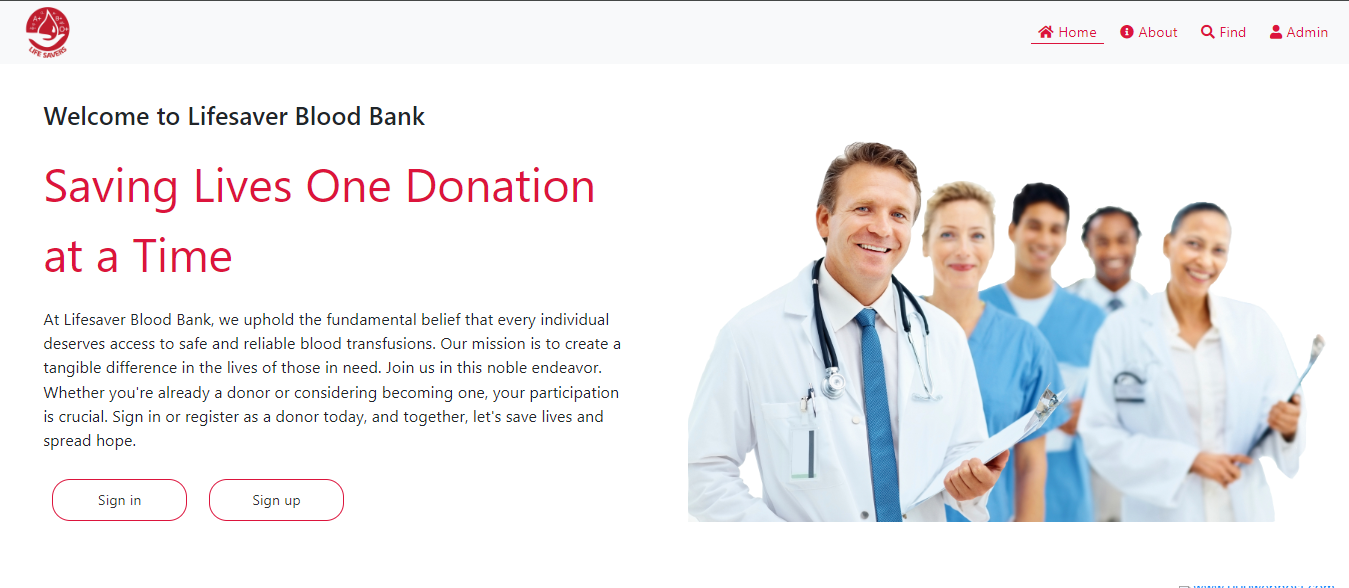 LIFE SAVERS
Home
About
Find
Admin
Welcome to Lifesaver Blood Bank
Saving Lives One Donation
at a Time
At Lifesaver Blood Bank, we uphold the fundamental belief that every individual
deserves access to safe and reliable blood transfusions. Our mission is to create a
tangible difference in the lives of those in need. Join us in this noble endeavor.
Whether you're already a donor or considering becoming one, your participation
is crucial. Sign in or register as a donor today, and together, let's save lives and
spread hope.
Sign in
Sign up